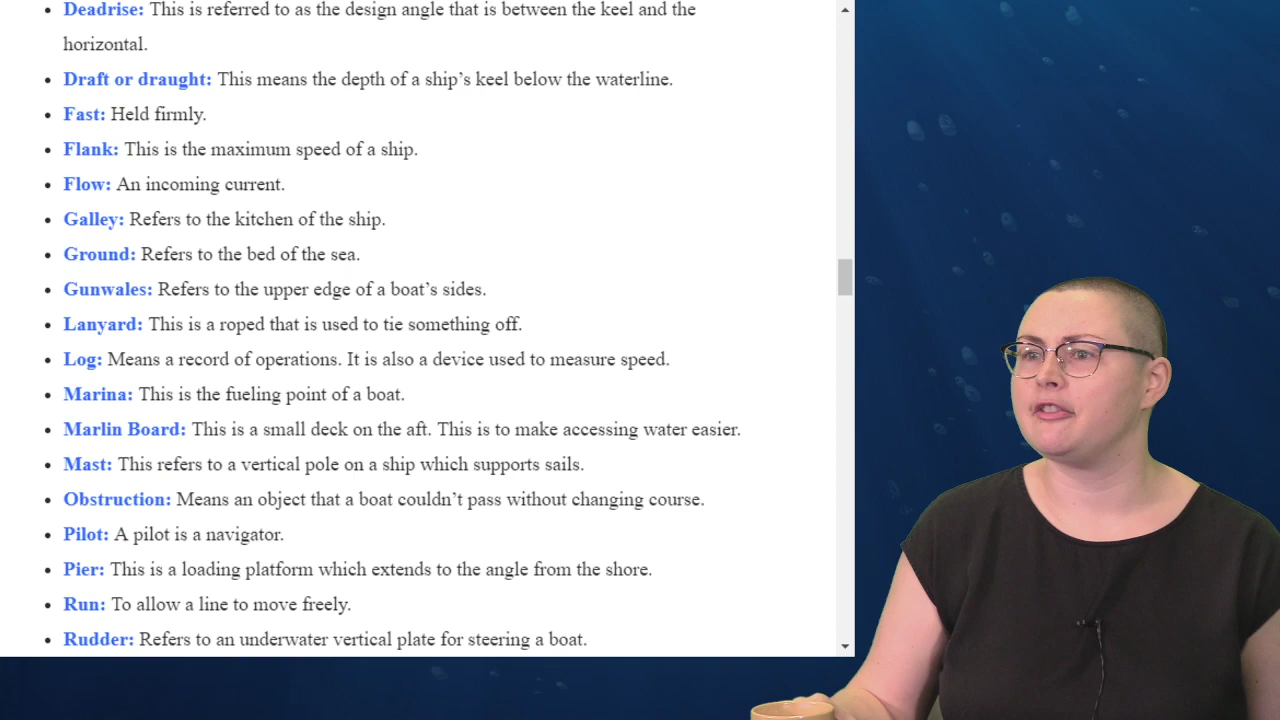 Deadrise: This is referred to as the design angle that is between the keel and the
horizontal.
Draft or draught: This means the depth of a ship’s keel below the waterline.
Fast: Held firmly.
Flank: This is the maximum speed of a ship.
Flow: An incoming current.
Galley: Refers to the kitchen of the ship.
Ground: Refers to the bed of the sea.
Gunwales: Refers to the upper edge of a boat’s sides.
Lanyard: This is a roped that is used to tie something off.
Log: Means a record of operations. It is also a device used to measure speed.
Marina: This is the fueling point of a boat.
Marlin Board: This is a small deck on the aft. This is to make accessing water easier.
Mast: This refers to a vertical pole on a ship which supports sails.
Obstruction: Means an object that a boat couldn’t pass without changing course.
Pilot: A pilot is a navigator.
Pier: This is a loading platform which extends to the angle from the shore.
Run: To allow a line to move freely.
Rudder: Refers to an underwater vertical plate for steering a boat.